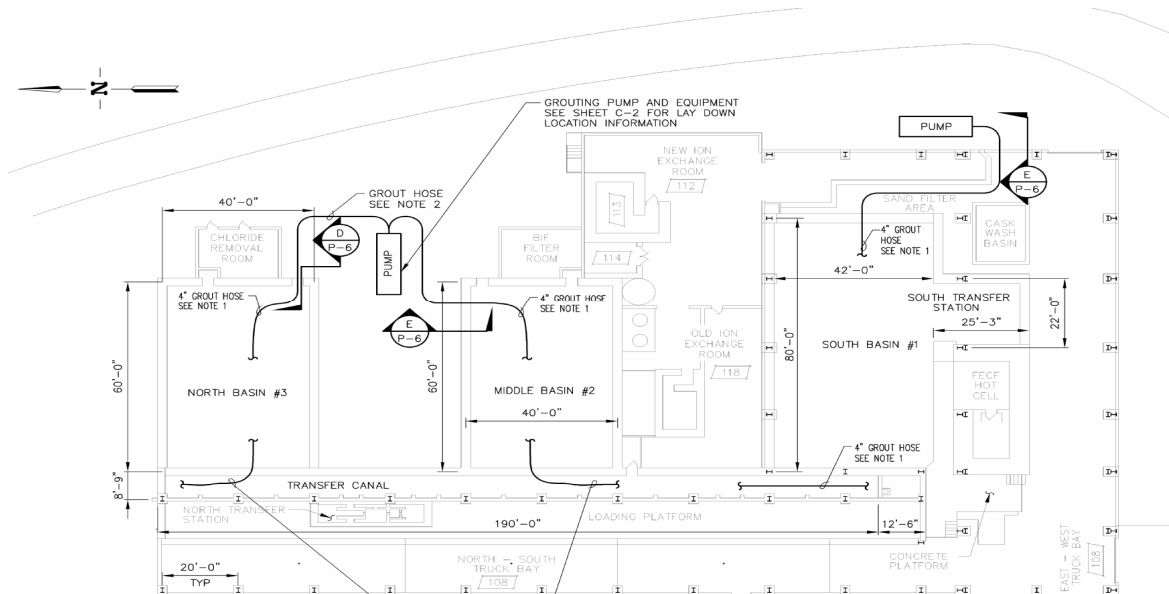 N
GROUTING PUMP AND EQUIPMENT
SEE SHEET C-2 FOR LAY DOWN
LOCATION INFORMATION
PUMP
NEW ION
EXCHANGE
ROOM
112
E
P-6
GROUT HOSE
SEE NOTE 2
40'-0"
113
SAND FILTER
AREA
CHLORIDE
REMOVAL
ROOM
D
P-6
PUMP
BIF
FILTER
ROOM
114
4" GROUT
HOSE
SEE NOTE 1
CASK
WASH
BASIN
42'-0"
4" GROUT HOSE
SEE NOTE 1
4" GROUT HOSE
SEE NOTE 1
SOUTH TRANSFER
STATION
25'-3"
22'-0"
E
P-6
OLD ION
EXCHANGE
ROOM
118
80'-0"
SOUTH BASIN #1
60'-0"
60'-0"
NORTH BASIN #3
MIDDLE BASIN #2
40'-0"
FECF
HOT
CELL
4" GROUT HOSE
SEE NOTE 1
8'-9"
TRANSFER CANAL
NORTH TRANSFER
STATION
LOADING PLATFORM
190'-0"
12'-6"
CONCRETE
PLATFORM
NORTH - SOUTH
TRUCK BAY
108
EAST - WEST
TRUCK BAY
108
20'-0"
TYP